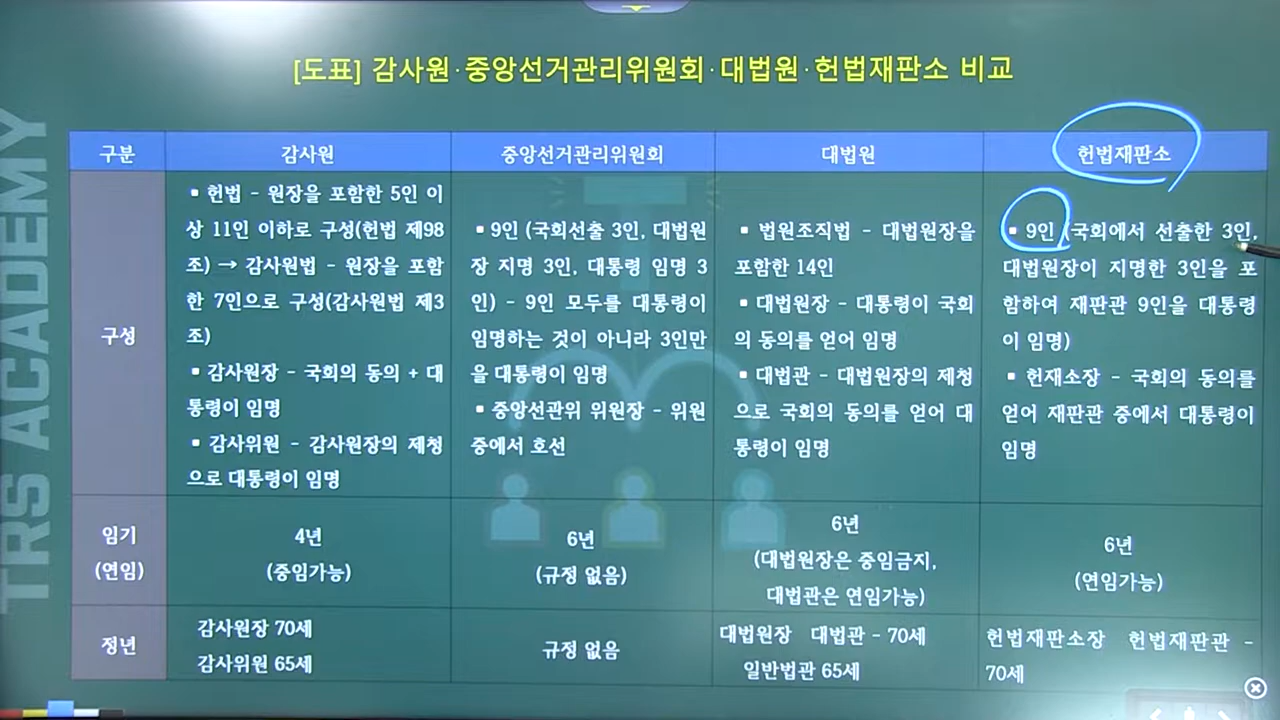 [도표] 감사원·중앙선거관리위원회·대법원·헌법재판소 비교
구분
감사원
중앙선거관리위원회
대법원
헌법재판소
구성
▪ 헌법 - 원장을 포함한 5인 이
상 11인 이하로 구성(헌법 제98
조) → 감사원법 - 원장을 포함
한 7인으로 구성(감사원법 제3
조)
▪ 감사원장 - 국회의 동의 + 대
통령이 임명
▪ 감사위원 - 감사원장의 제청
으로 대통령이 임명
▪ 9인 (국회선출 3인, 대법원
장 지명 3인, 대통령 임명 3
인) - 9인 모두를 대통령이
임명하는 것이 아니라 3인만
을 대통령이 임명
▪ 중앙선관위 위원장 - 위원
중에서 호선
▪ 법원조직법 - 대법원장을
포함한 14인
▪ 대법원장 - 대통령이 국회
의 동의를 얻어 임명
▪ 대법관 - 대법원장의 제청
으로 국회의 동의를 얻어 대
통령이 임명
▪ 9인 (국회에서 선출한 3인,
대법원장이 지명한 3인을 포
함하여 재판관 9인을 대통령
이 임명)
▪ 헌재소장 - 국회의 동의를
얻어 재판관 중에서 대통령이
임명
임기
(연임)
4년
(중임가능)
6년
(규정 없음)
6년
(대법원장은 중임금지,
대법관은 연임가능)
6년
(연임가능)
정년
감사원장 70세
감사위원 65세
규정 없음
대법원장 대법관 - 70세
일반법관 65세
헌법재판소장 헌법재판관 -
70세
TRS ACADEMY